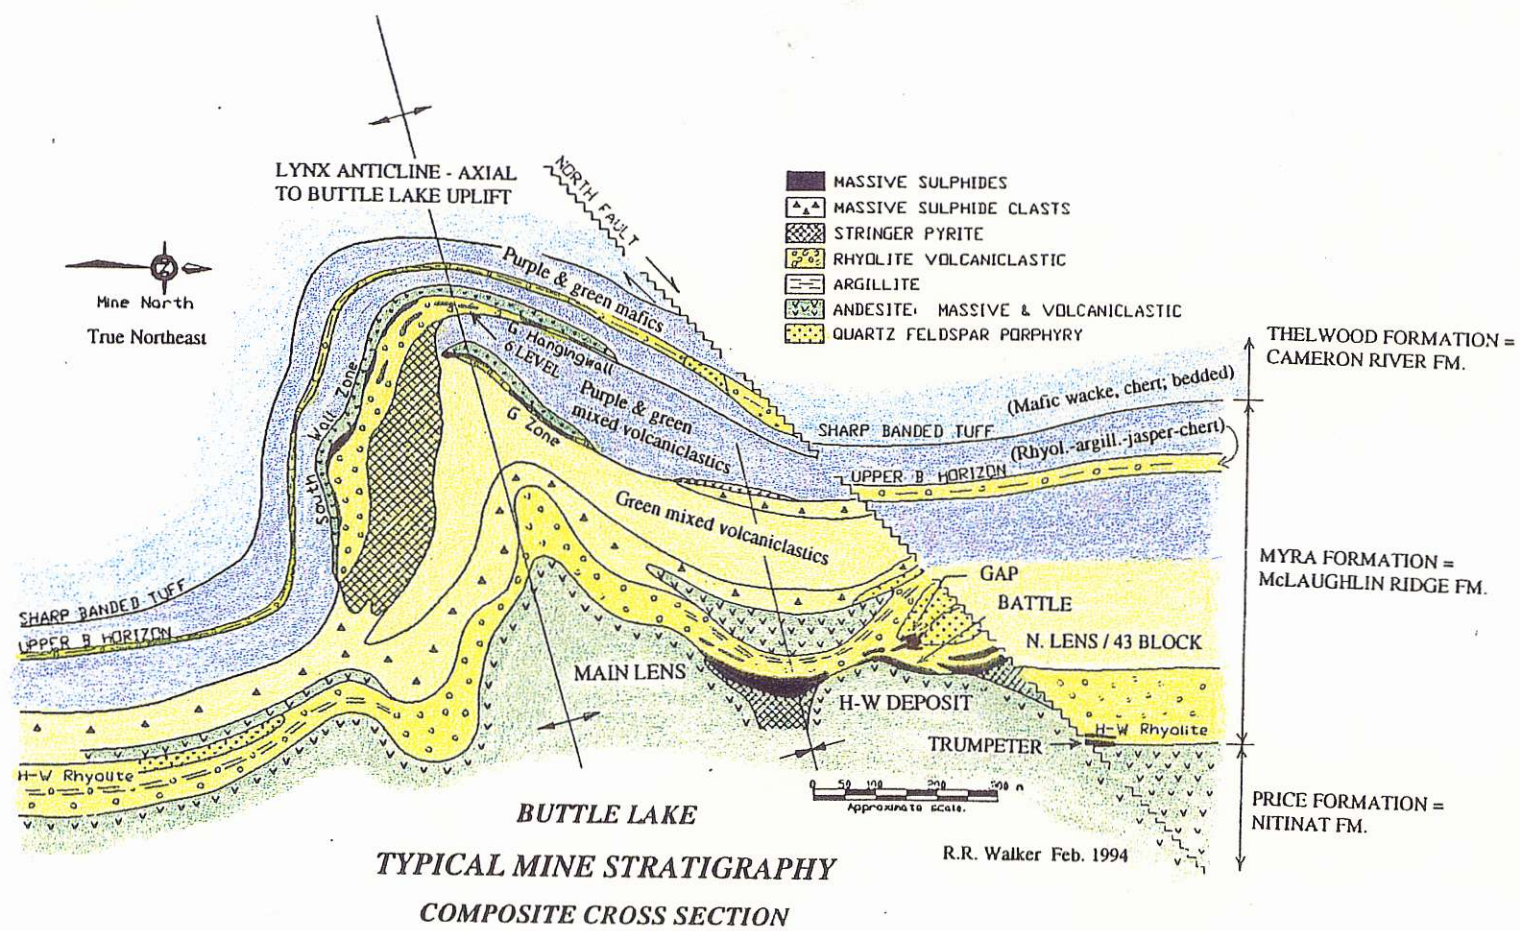 LYNX ANTICLINE - AXIAL
TO BUTTLE LAKE UPLIFT
NORTH FAULT
MASSIVE SULPHIDES
MASSIVE SULPHIDE CLASTS
STRINGER PYRITE
RHYOLITE VOLCANICLASTIC
ARGILLITE
ANDESITE: MASSIVE & VOLCANICLASTIC
QUARTZ FELDSPAR PORPHYRY
Mine North
True Northeast
Purple & green mafics
G Hangingwall
6 LEVEL
South Wall Zone
G Zone
Purple & green
mixed volcaniclastics
Green mixed volcaniclastics
THELWOOD FORMATION =
CAMERON RIVER FM.
(Mafic wacke, chert; bedded)
SHARP BANDED TUFF
(Rhyol.-argill.-jasper-chert)
UPPER B HORIZON
MYRA FORMATION =
McLAUGHLIN RIDGE FM.
GAP
BATTLE
N. LENS / 43 BLOCK
SHARP BANDED TUFF
UPPER B HORIZON
MAIN LENS
H-W DEPOSIT
H-W Rhyolite
TRUMPETER
H-W Rhyolite
0 50 100 200 300 m
Approximate scale.
PRICE FORMATION =
NITINAT FM.
BUTTLE LAKE
R.R. Walker Feb. 1994
TYPICAL MINE STRATIGRAPHY
COMPOSITE CROSS SECTION